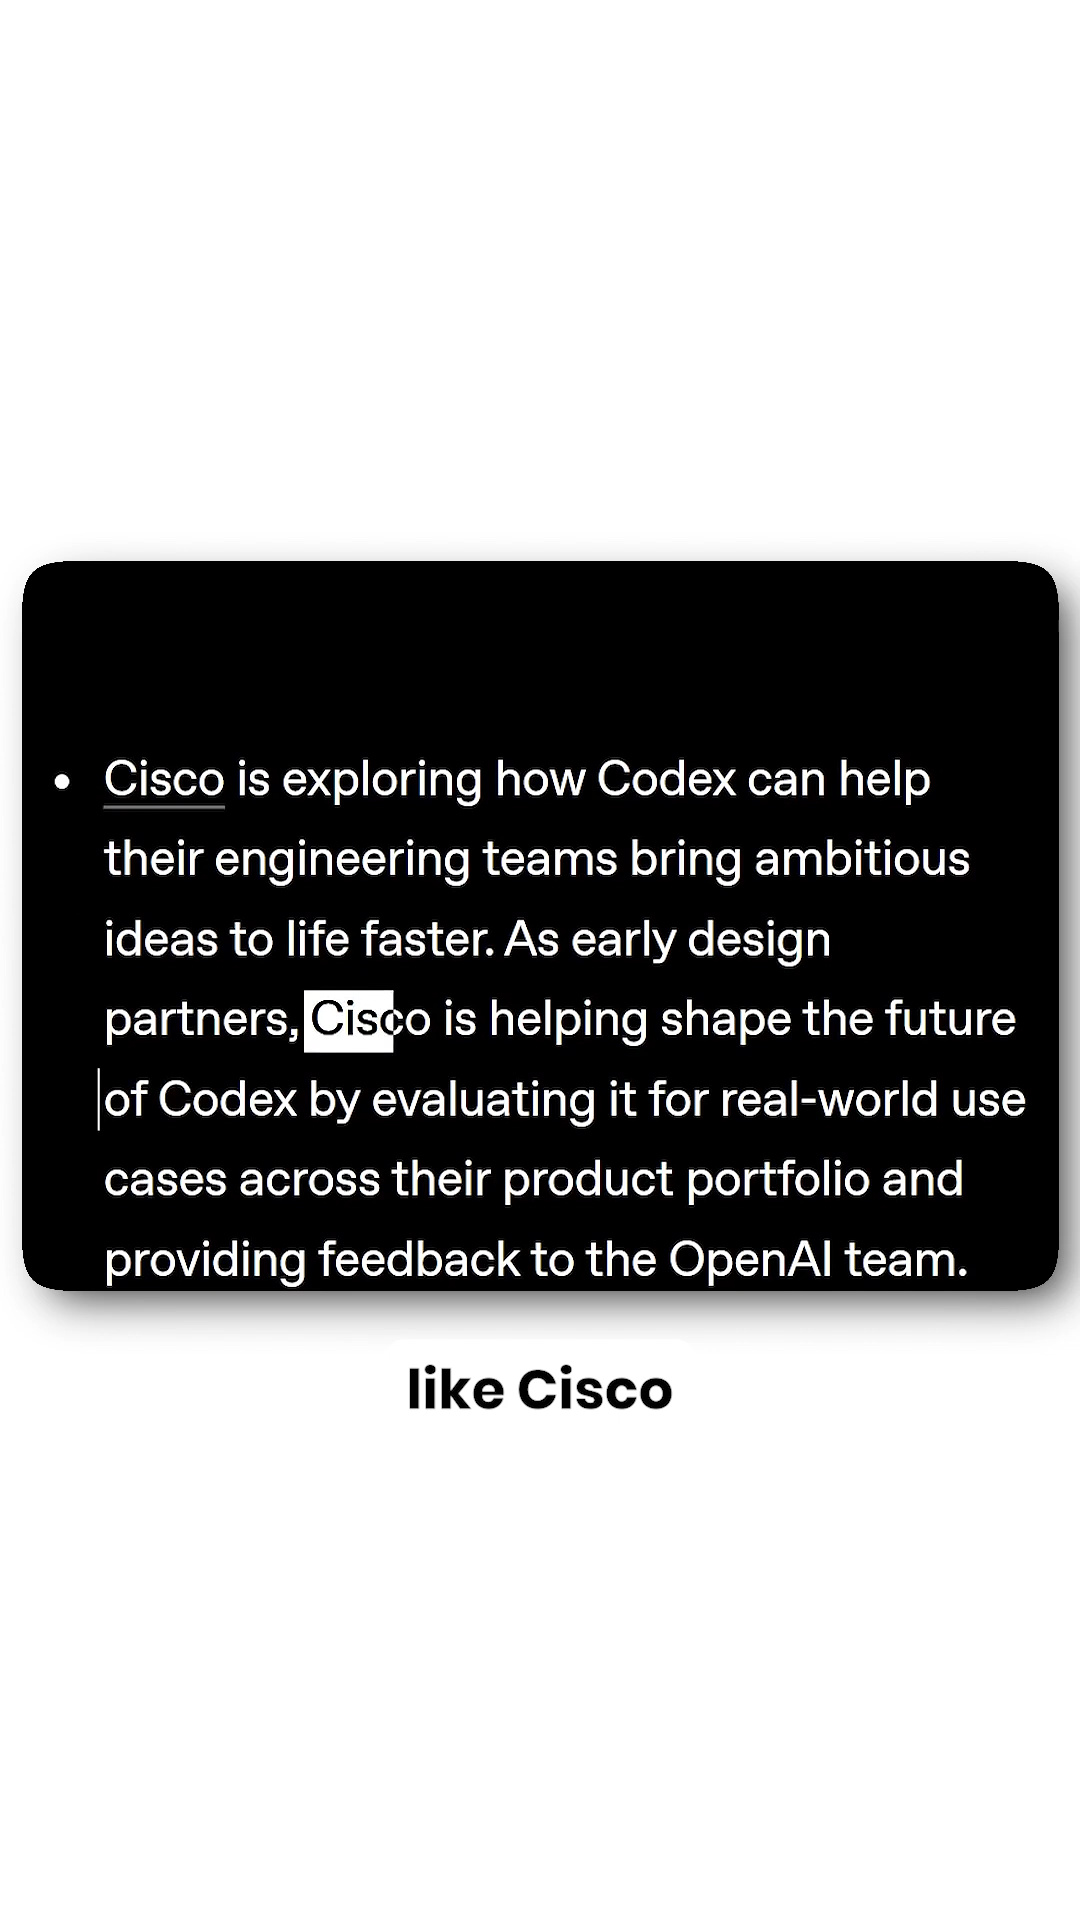 • Cisco is exploring how Codex can help
their engineering teams bring ambitious
ideas to life faster. As early design
partners, Cisco is helping shape the future
of Codex by evaluating it for real-world use
cases across their product portfolio and
providing feedback to the OpenAI team.
like Cisco